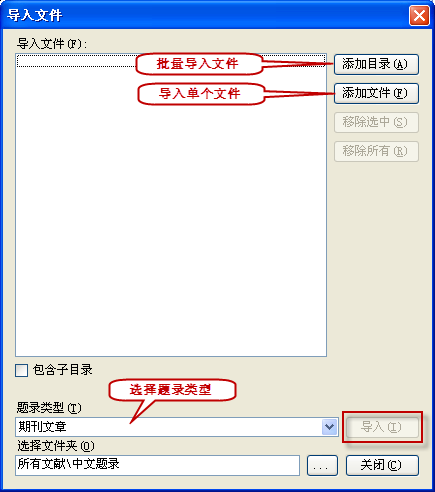 导入文件
导入文件(F):
批量导入文件
添加目录(A)
导入单个文件
添加文件(F)
移除选中(S)
移除所有(R)
包含子目录
选择题录类型
题录类型(T)
期刊文章
导入(I)
选择文件夹(O)
所有文献\中文题录
...
关闭(C)